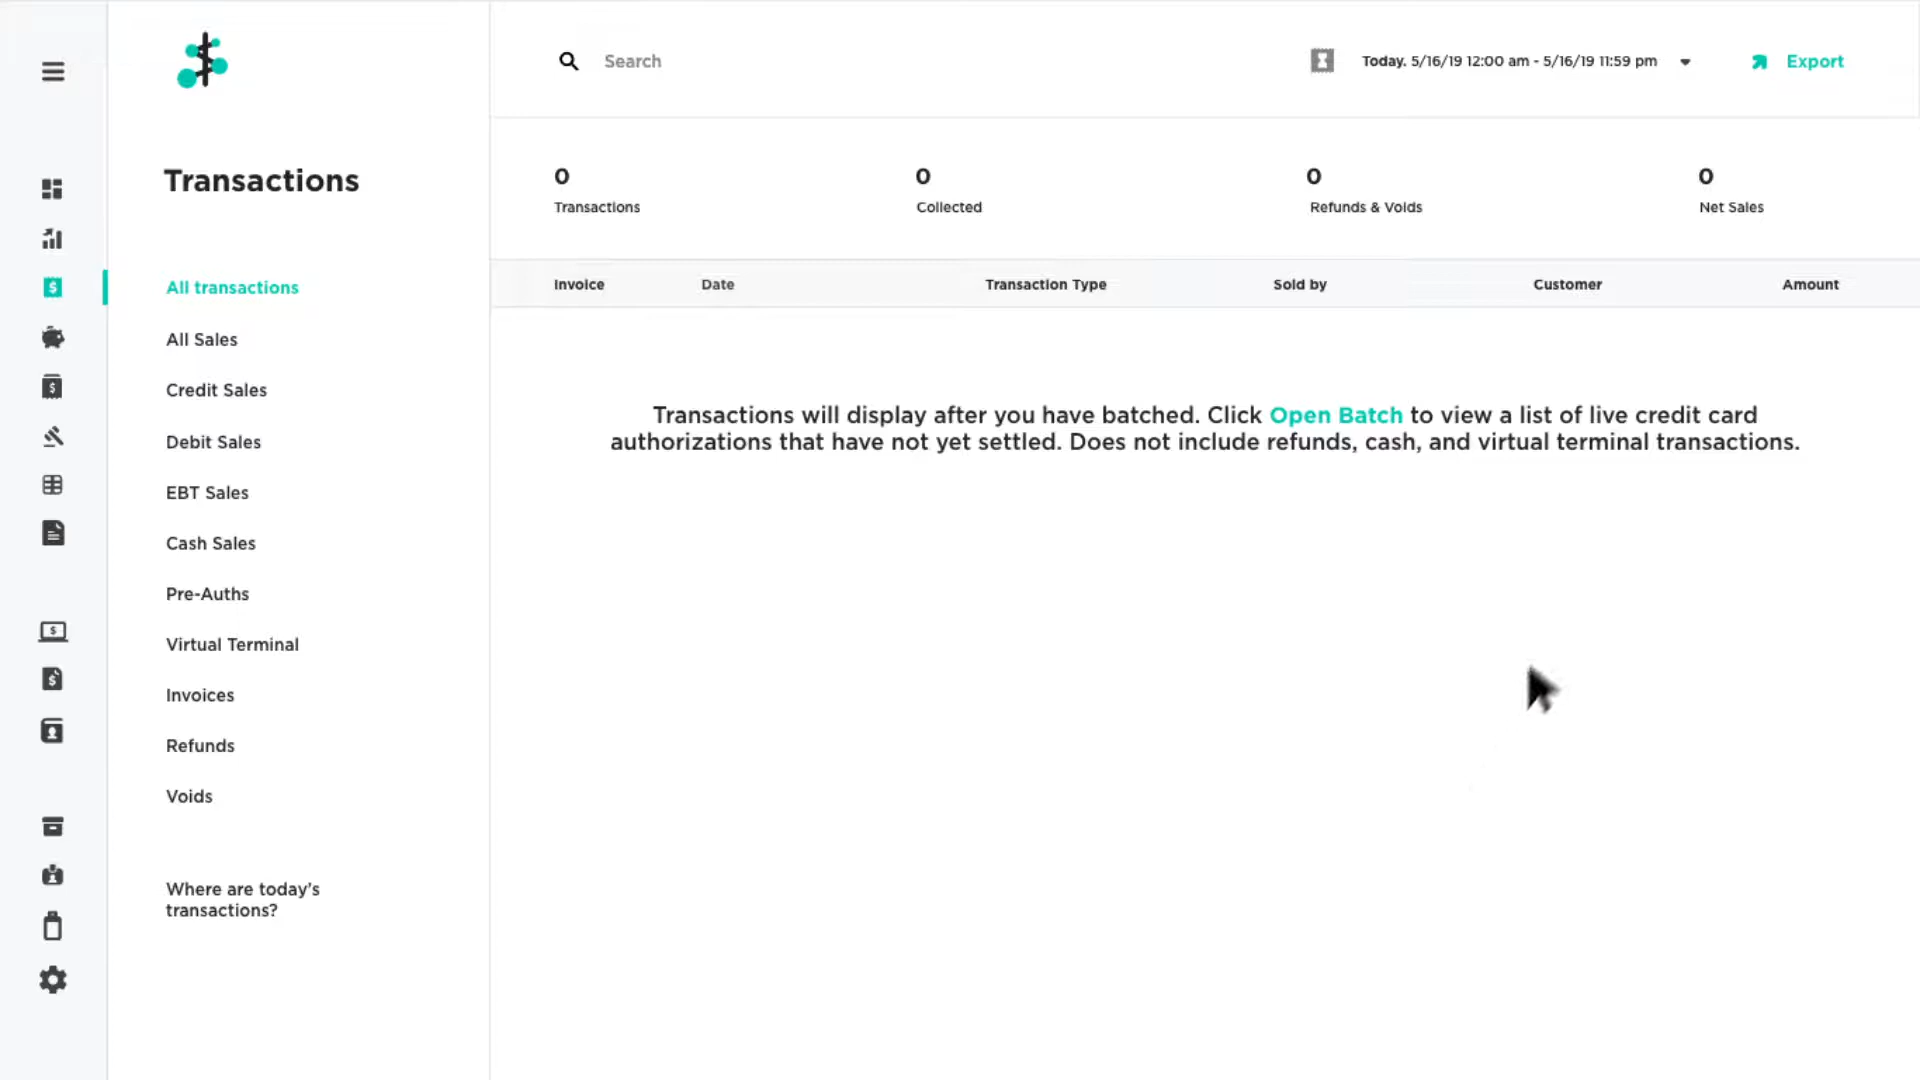 Search
Today. 5/16/19 12:00 am - 5/16/19 11:59 pm
Export
Transactions
0
Transactions
0
Collected
0
Refunds & Voids
0
Net Sales
Invoice Date Transaction Type Sold by Customer Amount
All transactions
All Sales
Credit Sales
Debit Sales
EBT Sales
Cash Sales
Pre-Auths
Virtual Terminal
Invoices
Refunds
Voids
Where are today's
transactions?
Transactions will display after you have batched. Click Open Batch to view a list of live credit card
authorizations that have not yet settled. Does not include refunds, cash, and virtual terminal transactions.